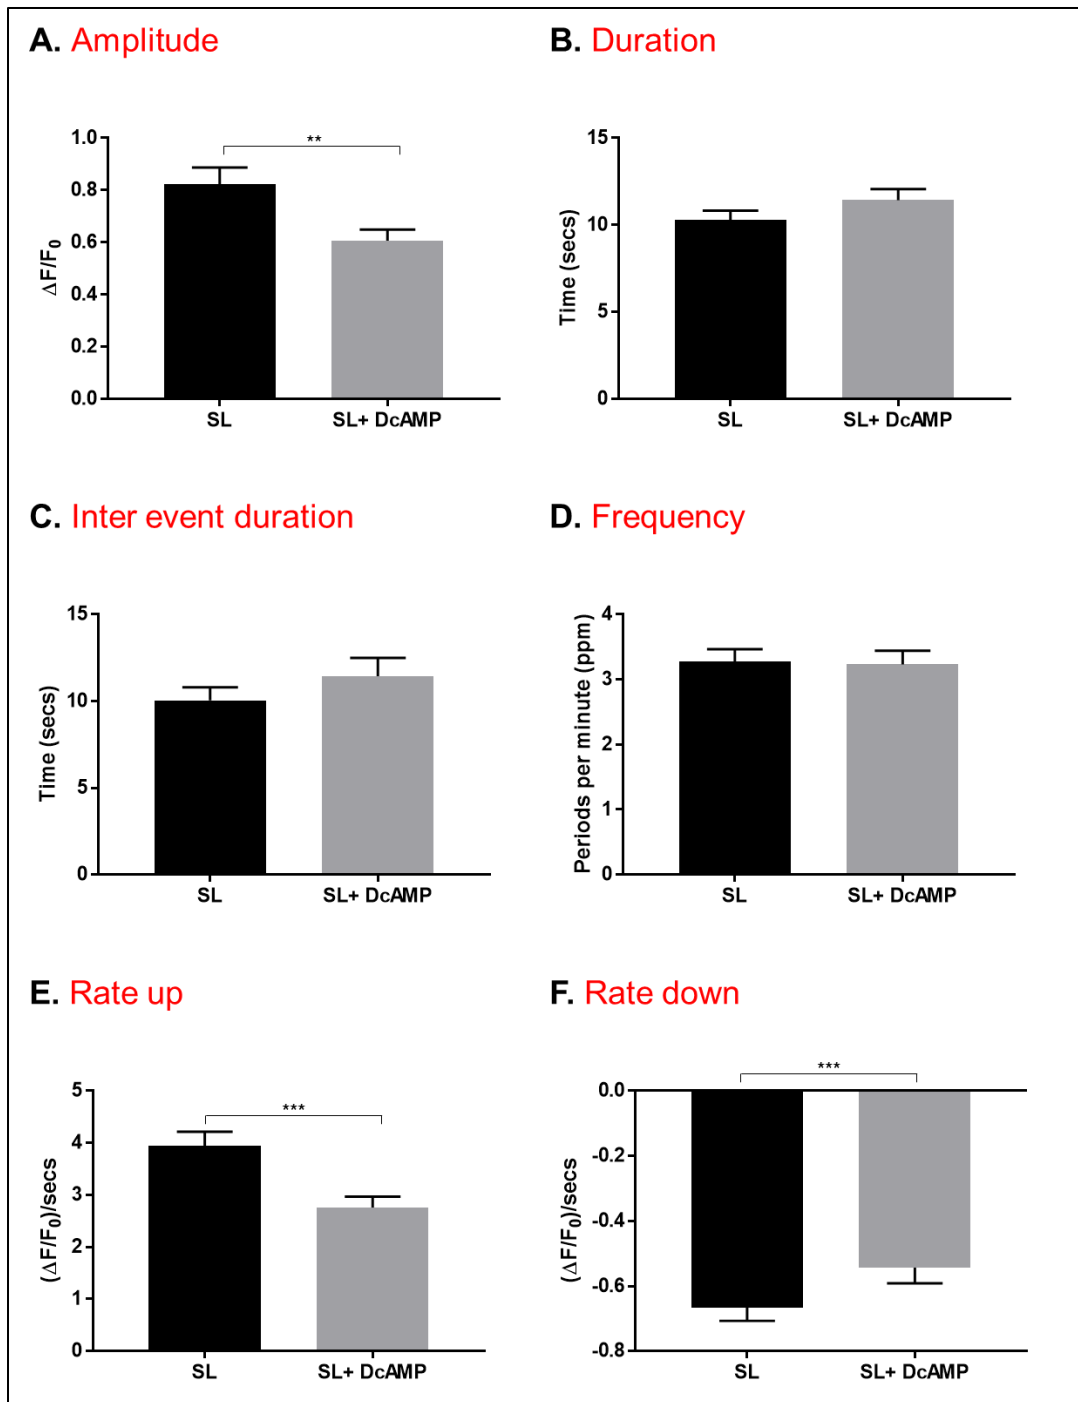 A. Amplitude
B. Duration
**
1.0
0.8
0.6
0.4
0.2
0.0
ΔF/F0
SL
SL+ DcAMP
15
10
5
0
Time (secs)
SL
SL+ DcAMP
C. Inter event duration
D. Frequency
15
10
5
0
Time (secs)
SL
SL+ DcAMP
4
3
2
1
0
Periods per minute (ppm)
SL
SL+ DcAMP
E. Rate up
F. Rate down
***
5
4
3
2
1
0
(ΔF/F0)/secs
SL
SL+ DcAMP
***
0.0
-0.2
-0.4
-0.6
-0.8
(ΔF/F0)/secs
SL
SL+ DcAMP